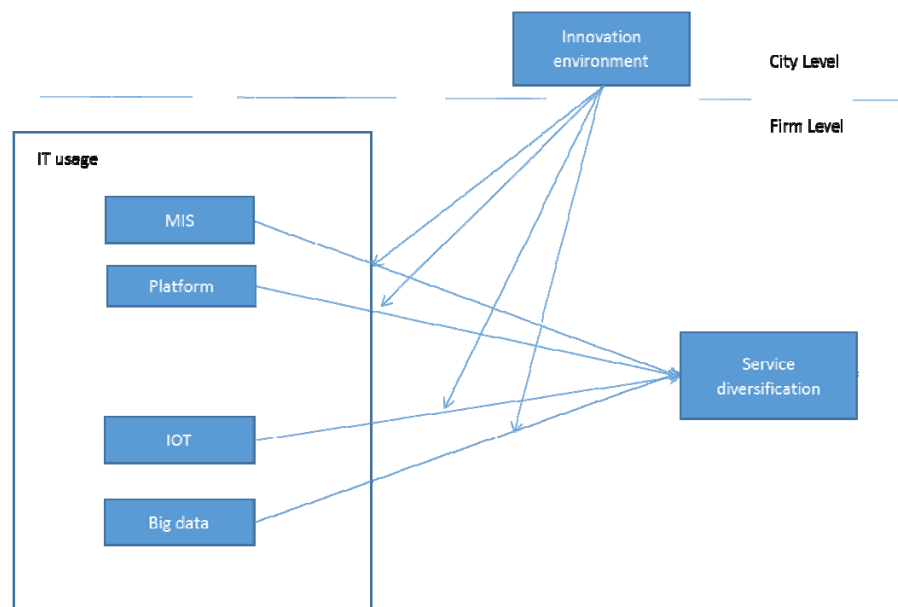 Innovation
environment
City Level
Firm Level
IT usage
MIS
Platform
Service
diversification
IOT
Big data